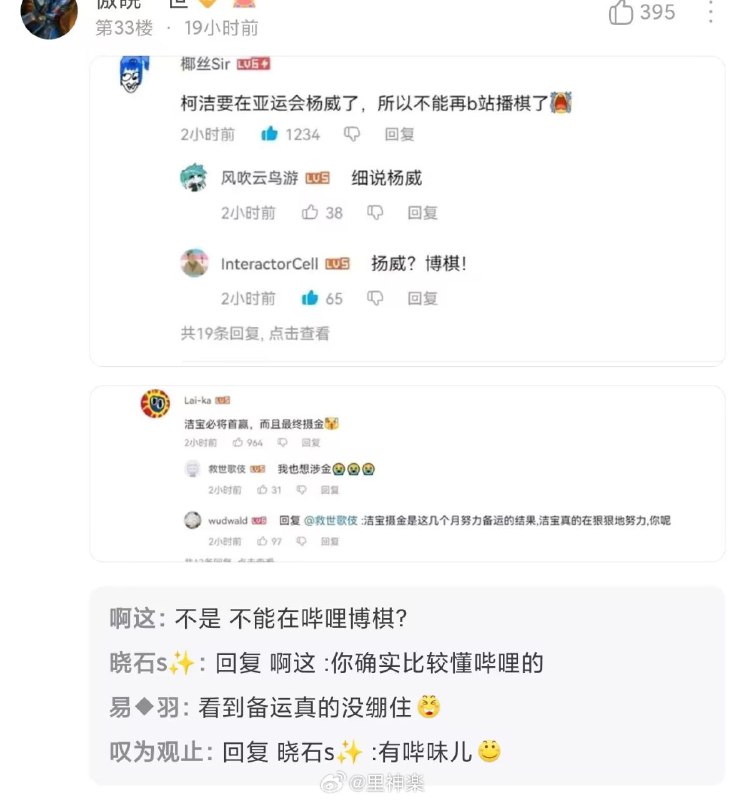 第33楼 · 19小时前
395
椰丝Sir LV5
柯洁要在亚运会杨威了，所以不能再b站播棋了
2小时前 1234 回复
风吹云鸟游 LV5 细说杨威
2小时前 38 回复
InteractorCell LV5 扬威？博棋！
2小时前 65 回复
共19条回复, 点击查看
Lai-ka LV5
洁宝必将首赢，而且最终摄金
2小时前 964 回复
救世歌伎 LV5 我也想涉金😭😭😭
2小时前 31 回复
wudwald LV5 回复 @救世歌伎 :洁宝摄金是这几个月努力备运的结果,洁宝真的在狠狠地努力,你呢
2小时前 97 回复
啊这: 不是 不能在哔哩博棋?
晓石s✨: 回复 啊这 :你确实比较懂哔哩的
易◆羽: 看到备运真的没绷住
叹为观止: 回复 晓石s✨ :有哔味儿
@里神楽